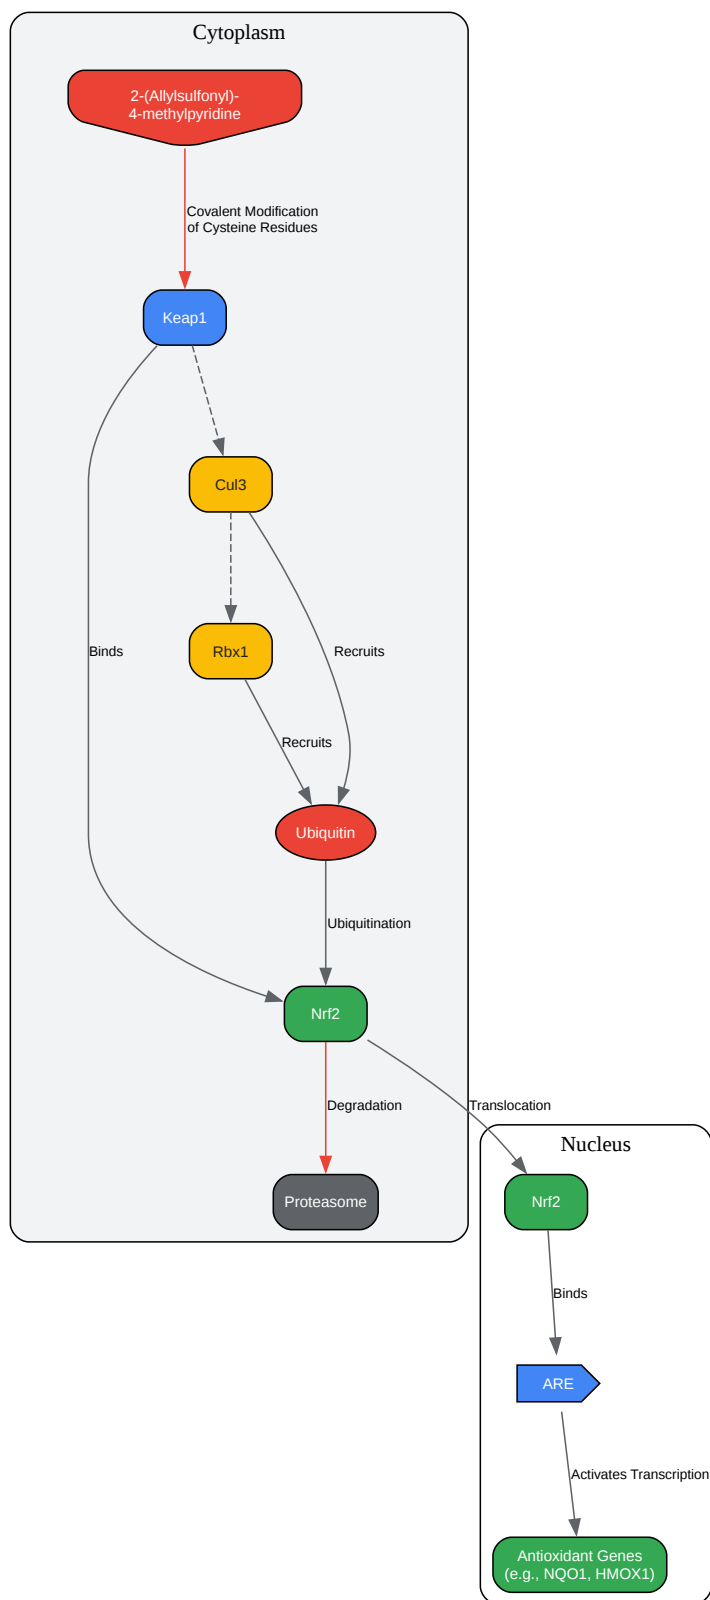 Cytoplasm
2-(Allylsulfonyl)-
4-methylpyridine
Covalent Modification
of Cysteine Residues
Keap1
Cul3
Rbx1
Binds
Recruits
Recruits
Ubiquitin
Ubiquitination
Nrf2
Degradation
Translocation
Proteasome
Nucleus
Nrf2
Binds
ARE
Activates Transcription
Antioxidant Genes
(e.g., NQO1, HMOX1)